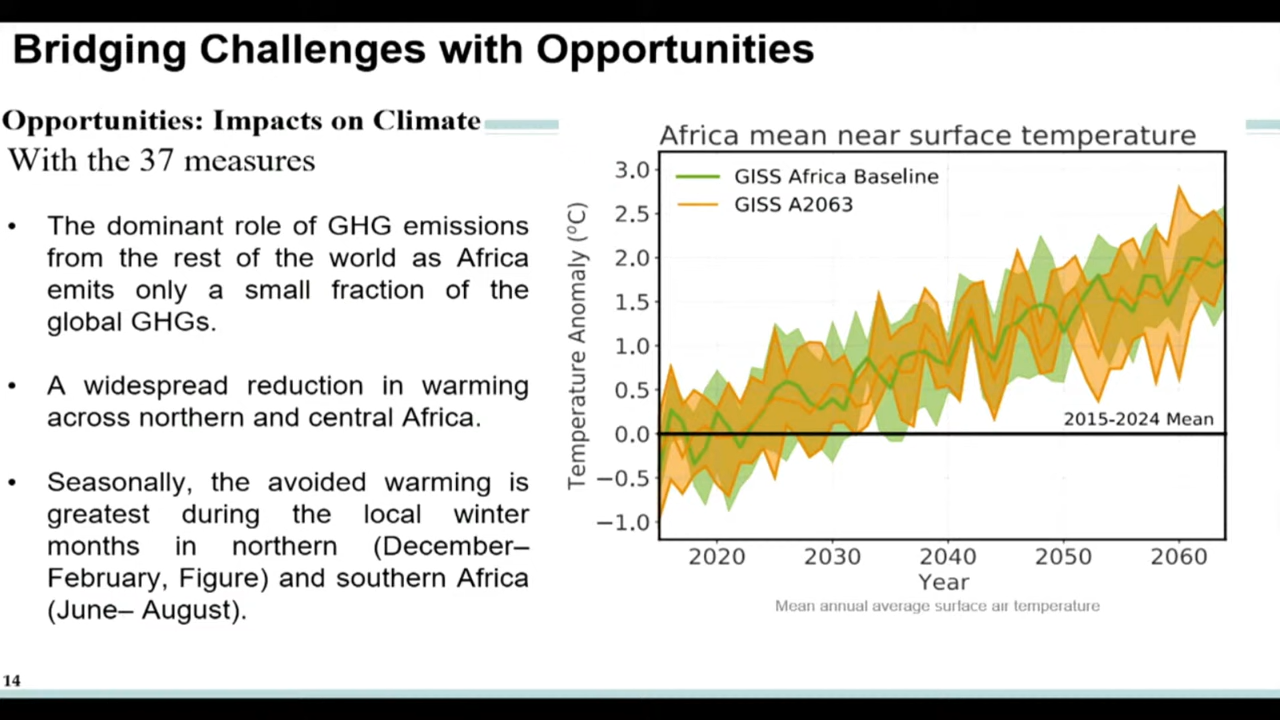 Bridging Challenges with Opportunities
Opportunities: Impacts on Climate
With the 37 measures
• The dominant role of GHG emissions
from the rest of the world as Africa
emits only a small fraction of the
global GHGs.
• A widespread reduction in warming
across northern and central Africa.
• Seasonally, the avoided warming is
greatest during the local winter
months in northern (December–
February, Figure) and southern Africa
(June– August).
Africa mean near surface temperature
GISS Africa Baseline
GISS A2063
Temperature Anomaly (°C)
3.0
2.5
2.0
1.5
1.0
0.5
0.0
−0.5
−1.0
2015-2024 Mean
2020 2030 2040 2050 2060
Year
Mean annual average surface air temperature
14